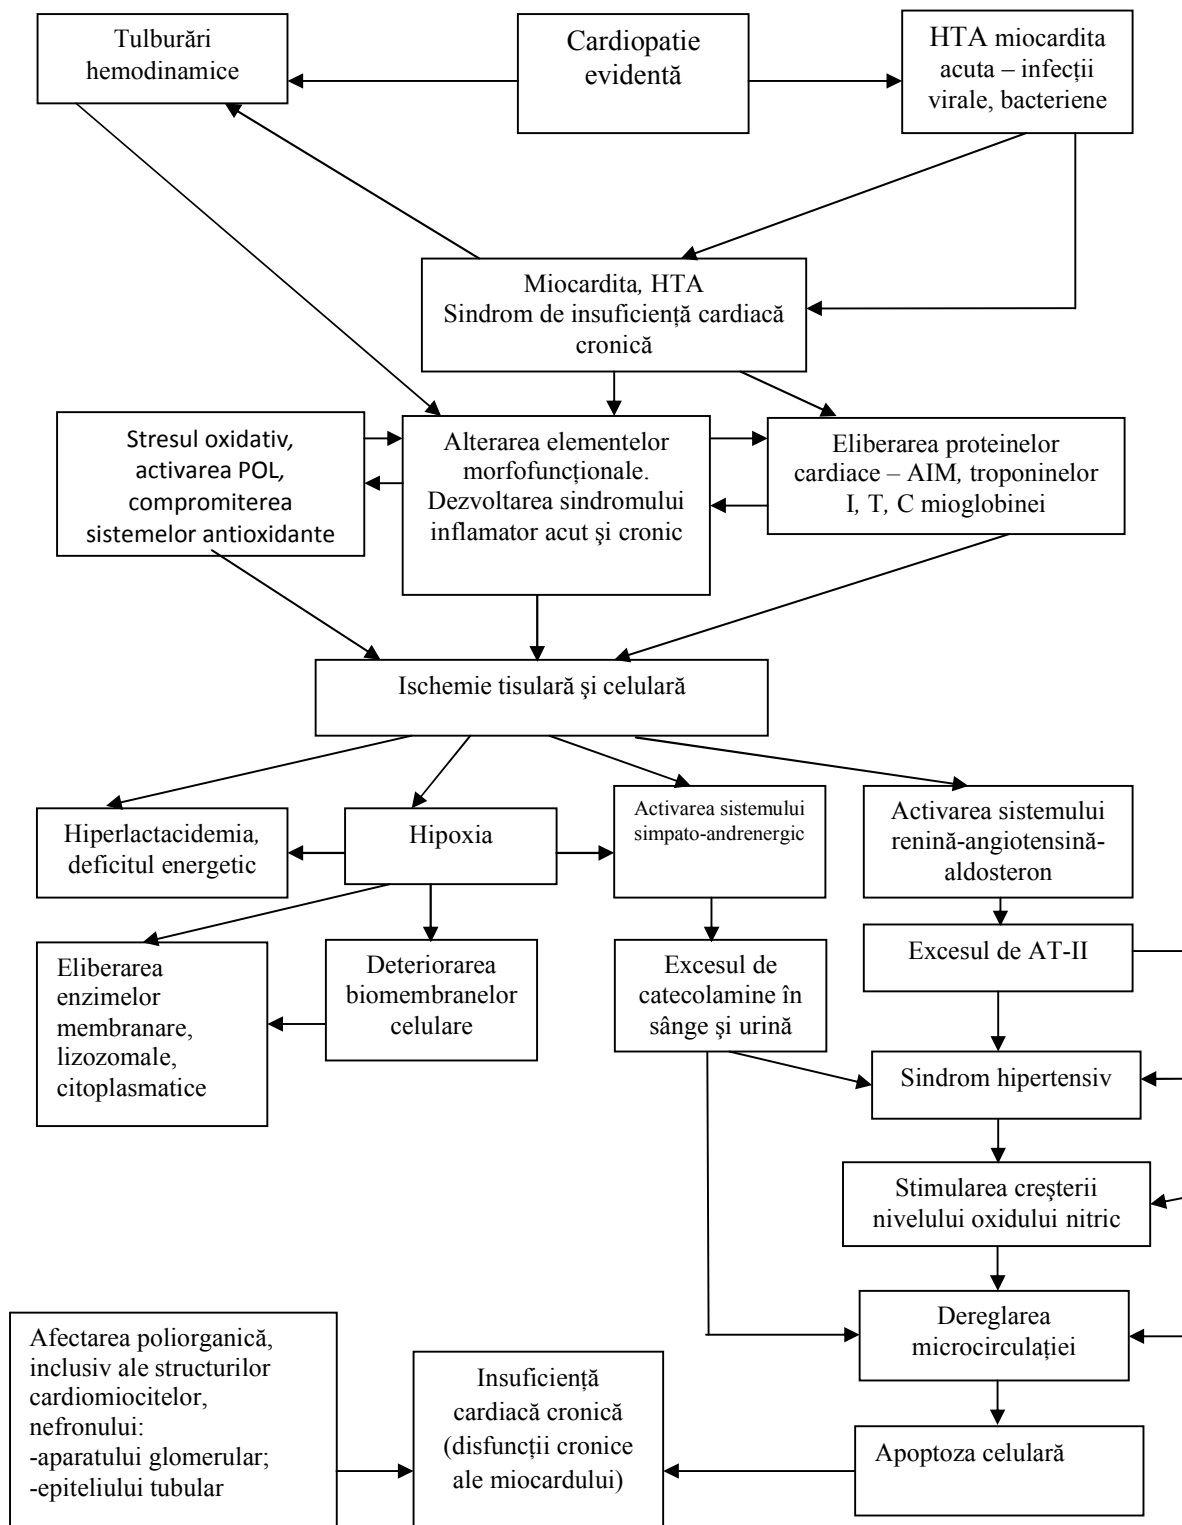 Tulburări
hemodinamice
Cardiopatie
evidentă
HTA miocardita
acuta – infecții
virale, bacteriene
Miocardita, HTA
Sindrom de insuficiență cardiacă
cronică
Stresul oxidativ,
activarea POL,
compromiterea
sistemelor antioxidante
Alterarea elementelor
morfofuncționale.
Dezvoltarea sindromului
inflamator acut şi cronic
Eliberarea proteinelor
cardiace – AIM, troponinelor
I, T, C mioglobinei
Ischemie tisulară şi celulară
Hiperlactacidemia,
deficitul energetic
Hipoxia
Activarea sistemului
simpato-andrenergic
Activarea sistemului
renină-angiotensină-
aldosteron
Eliberarea
enzimelor
membranare,
lizozomale,
citoplasmatice
Deteriorarea
biomembranelor
celulare
Excesul de
catecolamine în
sânge şi urină
Excesul de AT-II
Sindrom hipertensiv
Stimularea creşterii
nivelului oxidului nitric
Dereglarea
microcirculației
Afectarea poliorganică,
inclusiv ale structurilor
cardiomiocitelor,
nefronului:
-aparatului glomerular;
-epiteliului tubular
Insuficiență
cardiacă cronică
(disfuncții cronice
ale miocardului)
Apoptoza celulară